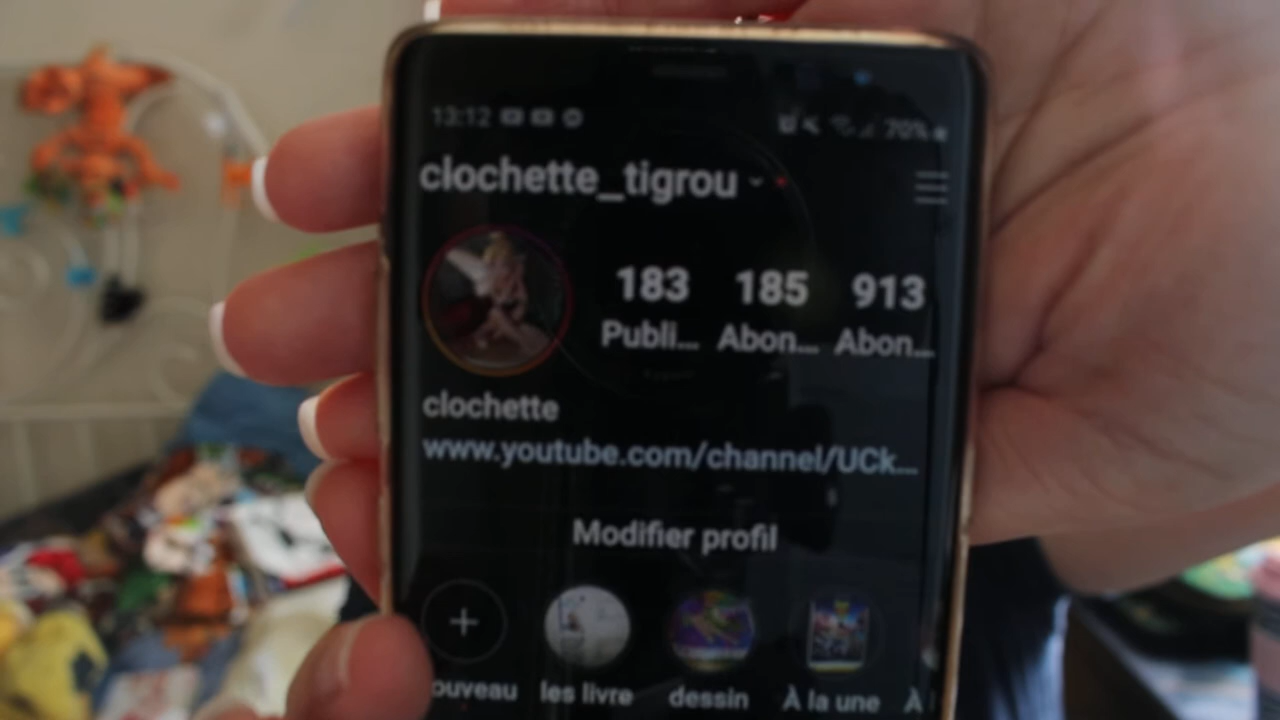 13:12 70%
clochette_tigrou
183 185 913
Publi... Abon... Abon...
clochette
www.youtube.com/channel/UCk...
Modifier profil
ouveau les livre dessin À la une À